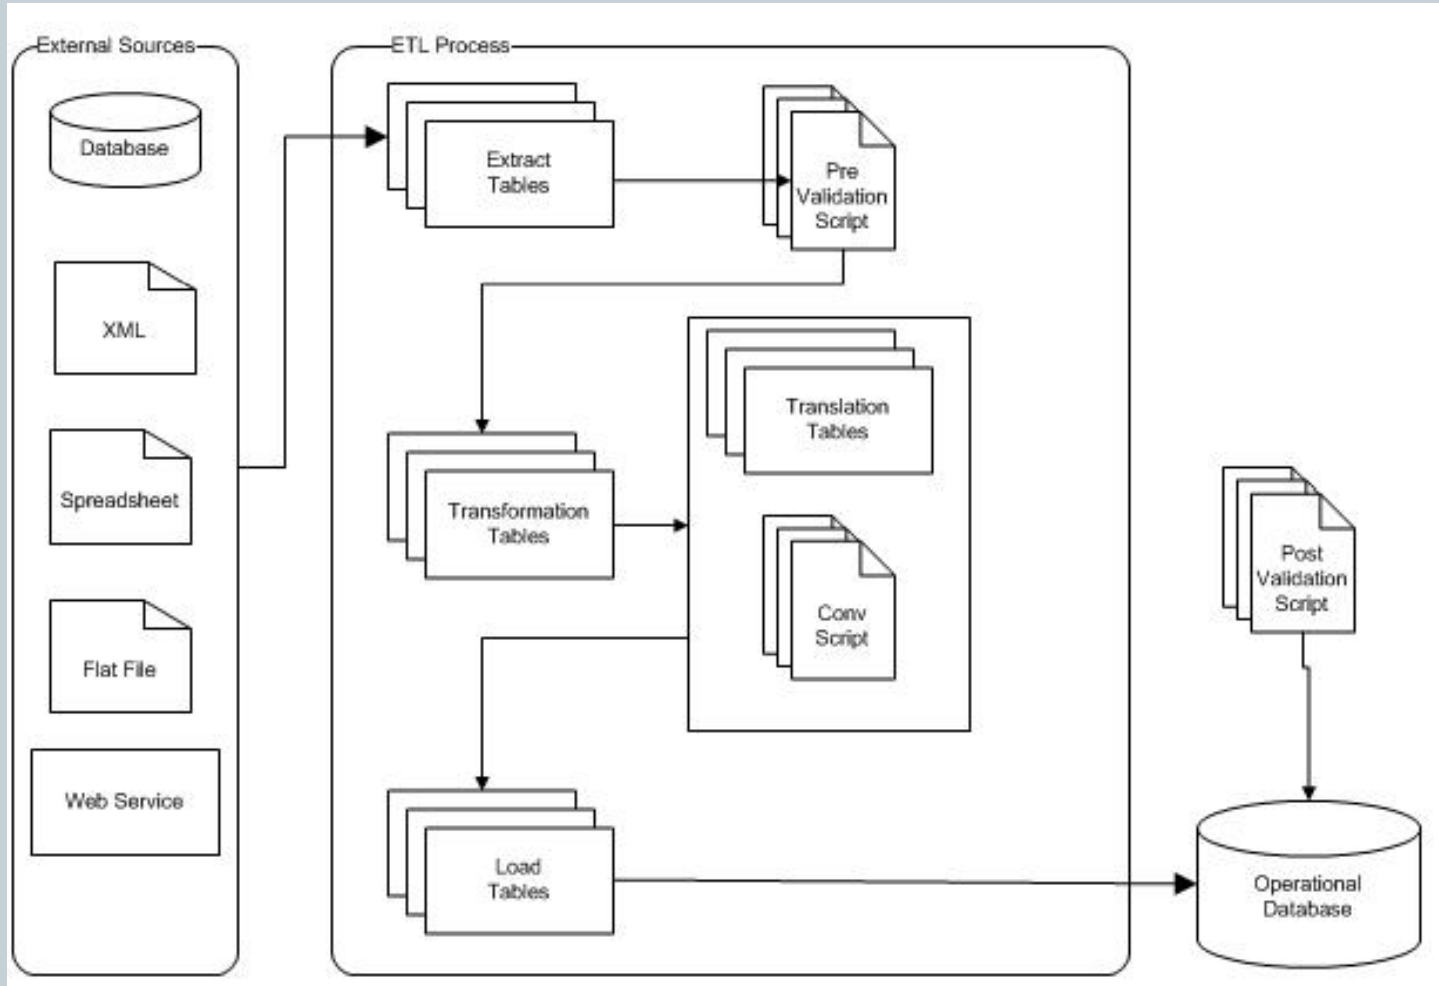 External Sources
Database
XML
Spreadsheet
Flat File
Web Service
ETL Process
Extract
Tables
Pre
Validation
Script
Translation
Tables
Transformation
Tables
Conv
Script
Load
Tables
Post
Validation
Script
Operational
Database